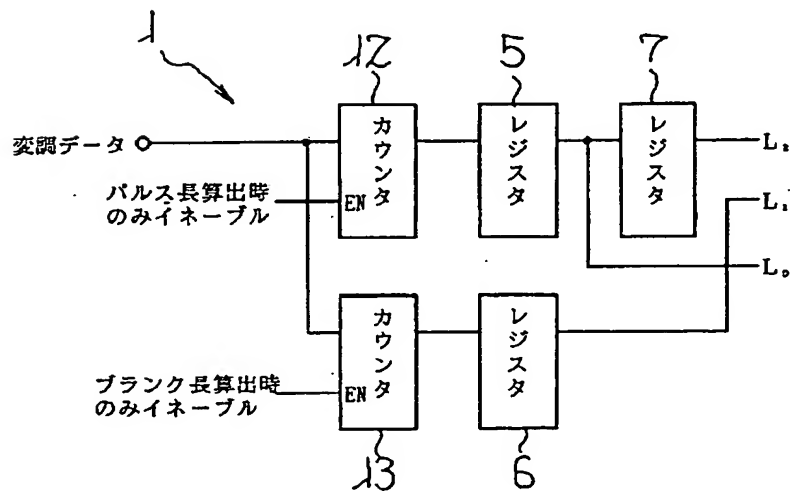 1
12
5
7
変調データ
カウンタ
レジスタ
レジスタ
L₂
パルス長算出時
のみイネーブル
EN
L₁
L₀
カウンタ
レジスタ
ブランク長算出時
のみイネーブル
EN
13
6